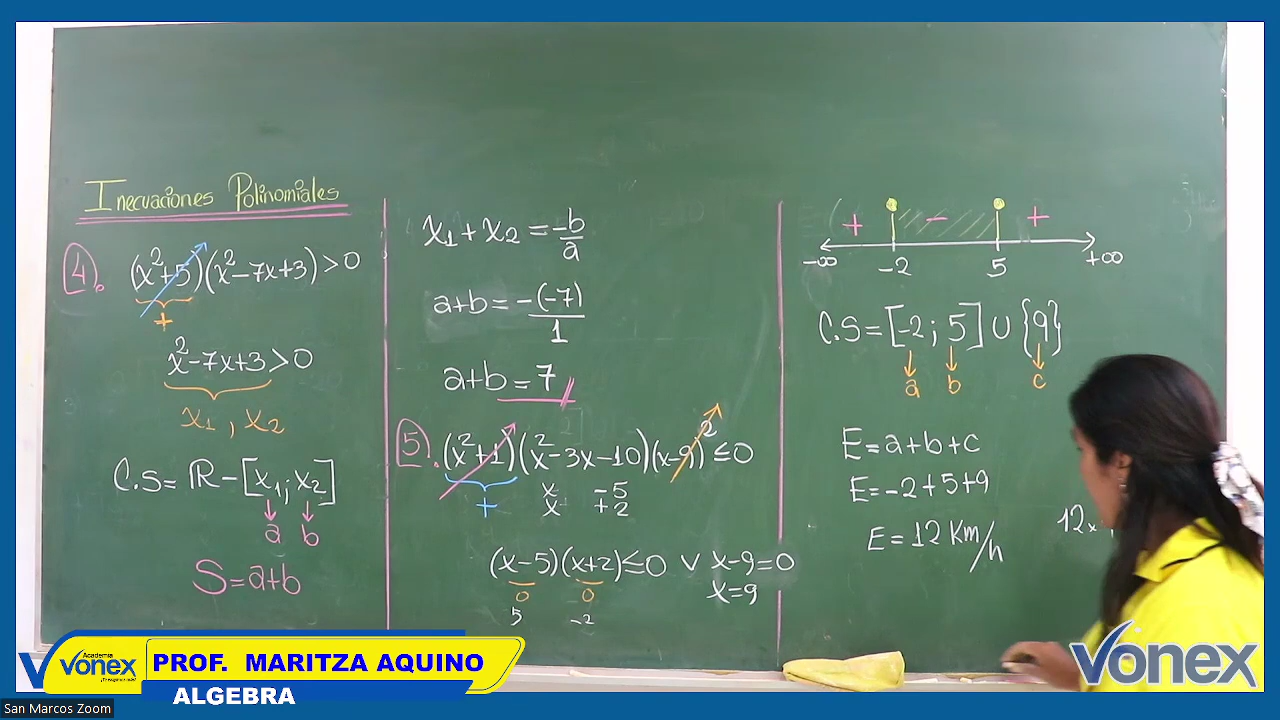 Inecuaciones Polinomiales
4. (x²+5)(x²-7x+3)>0
+
x²-7x+3>0
x₁, x₂
C.S=ℝ-[x₁; x₂]
a b
S=a+b
x₁+x₂=-b/a
a+b=-(-7)/1
a+b=7
5. (x²+1)(x²-3x-10)(x-9)²≤0
+
x -5
x +2
(x-5)(x+2)≤0 ∨ x-9=0
0 0
x=9
5 -2
+ - +
-∞ -2 5 +∞
C.S=[-2; 5]∪{9}
a b c
E=a+b+c
E=-2+5+9
E=12 Km/h
12x
Academia
Vonex
PROF. MARITZA AQUINO
ALGEBRA
Vonex
San Marcos Zoom